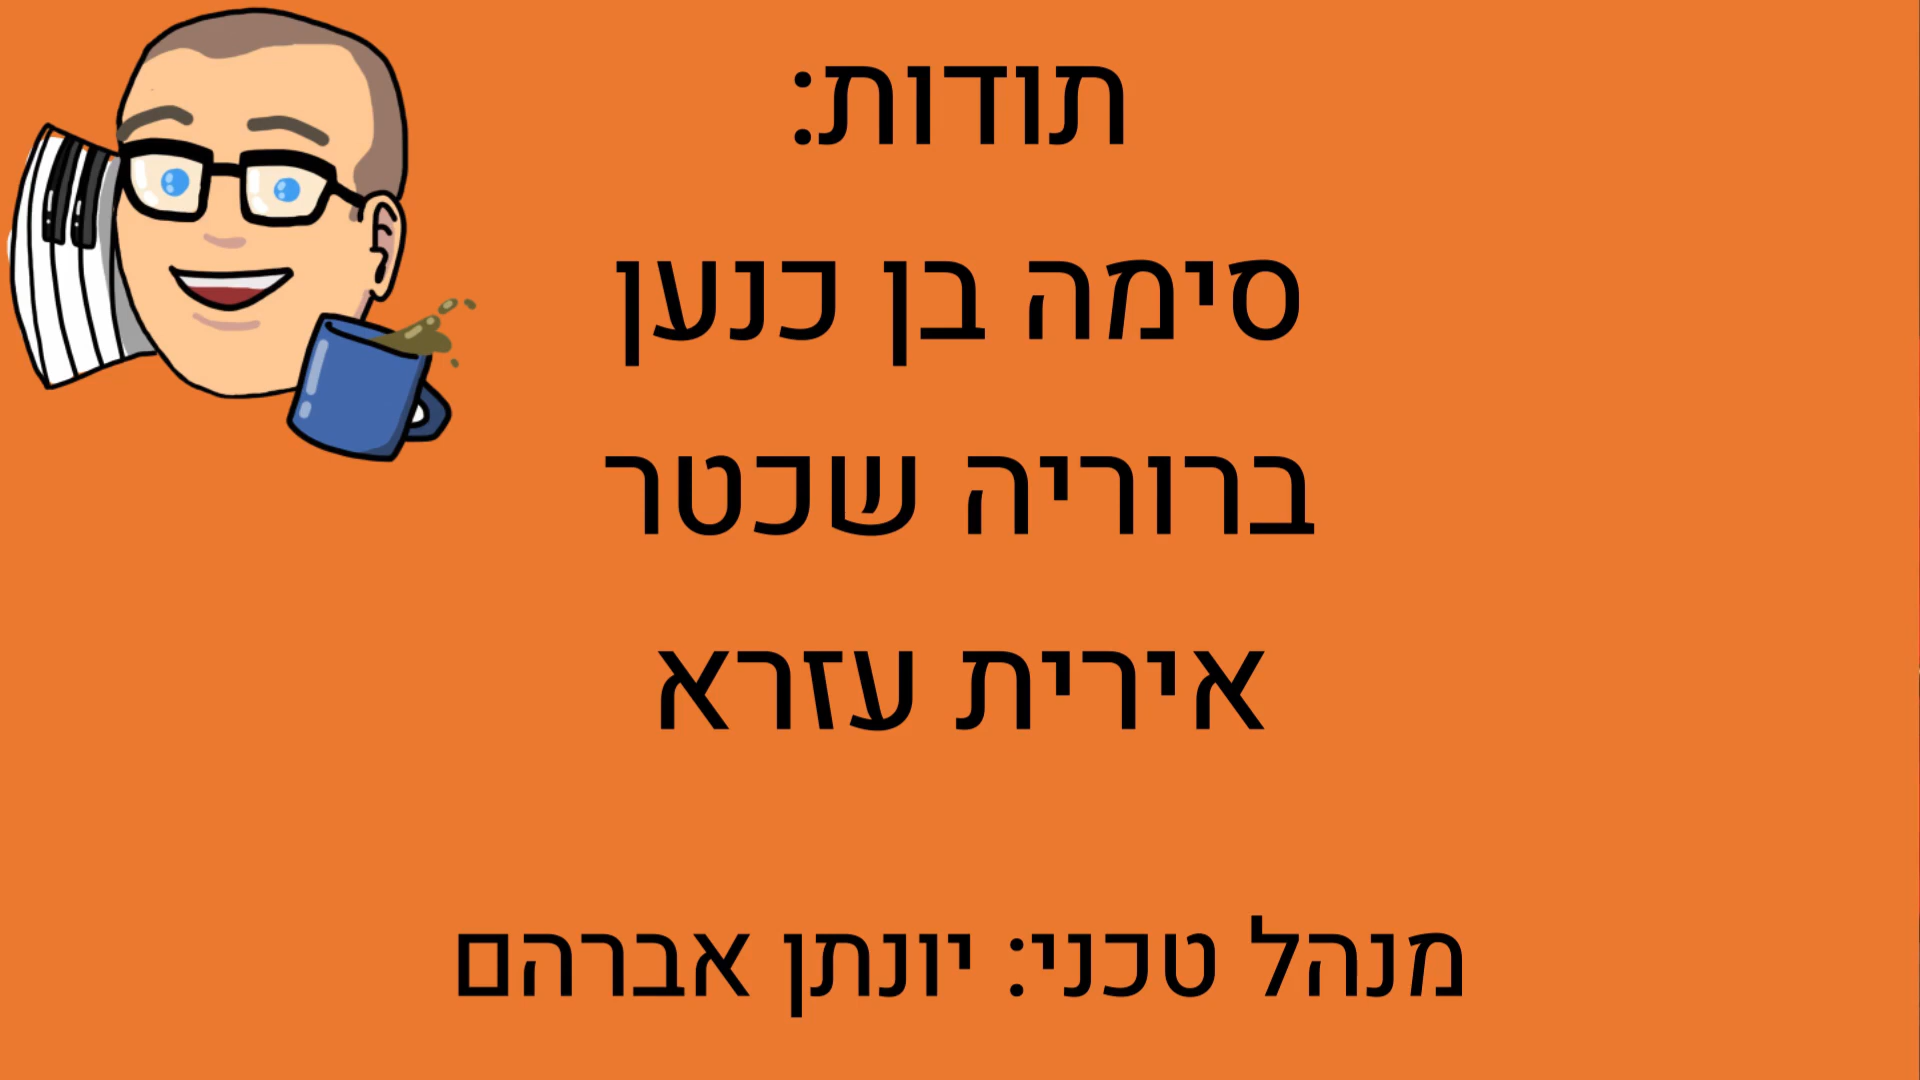 תודות:
סימה בן כנען
ברוריה שכטר
אירית עזרא
מנהל טכני: יונתן אברהם